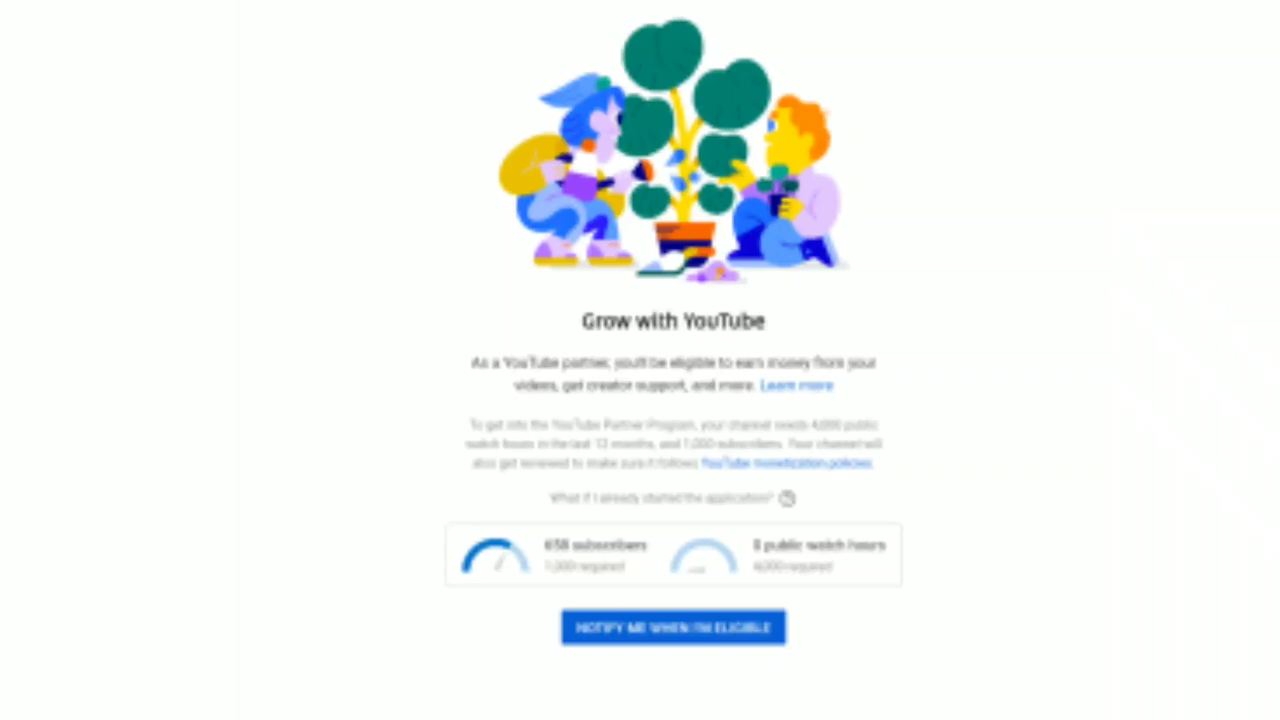 Grow with YouTube
As a YouTube partner, you'll be eligible to earn money from your
videos, get creator support, and more. Learn more
To get into the YouTube Partner Program, your channel needs 4,000 public
watch hours in the last 12 months, and 1,000 subscribers. Your channel will
also get reviewed to make sure it follows YouTube monetization policies.
What if I already started the application?
658 subscribers
1,000 required
0 public watch hours
4,000 required
NOTIFY ME WHEN I'M ELIGIBLE